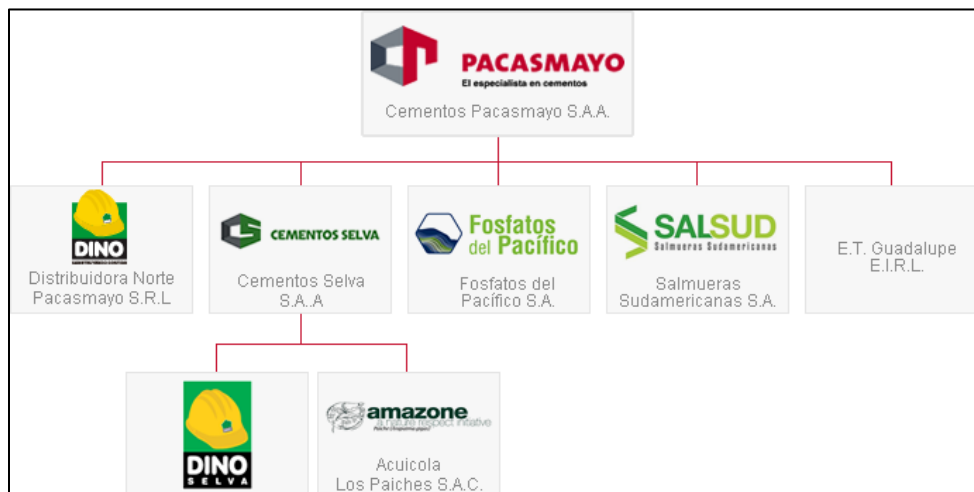 PACASMAYO
El especialista en cementos
Cementos Pacasmayo S.A.A.
DINO
Distribuidora Norte
Pacasmayo S.R.L
CEMENTOS SELVA
Cementos Selva
S.A..A
Fosfatos
del Pacífico
Fosfatos del
Pacífico S.A.
SALSUD
Salmueras Sudamericanas
Salmueras
Sudamericanas S.A.
E.T. Guadalupe
E.I.R.L.
DINO
SELVA
amazone
a nature respect initiative
Acuicola
Los Paiches S.A.C.